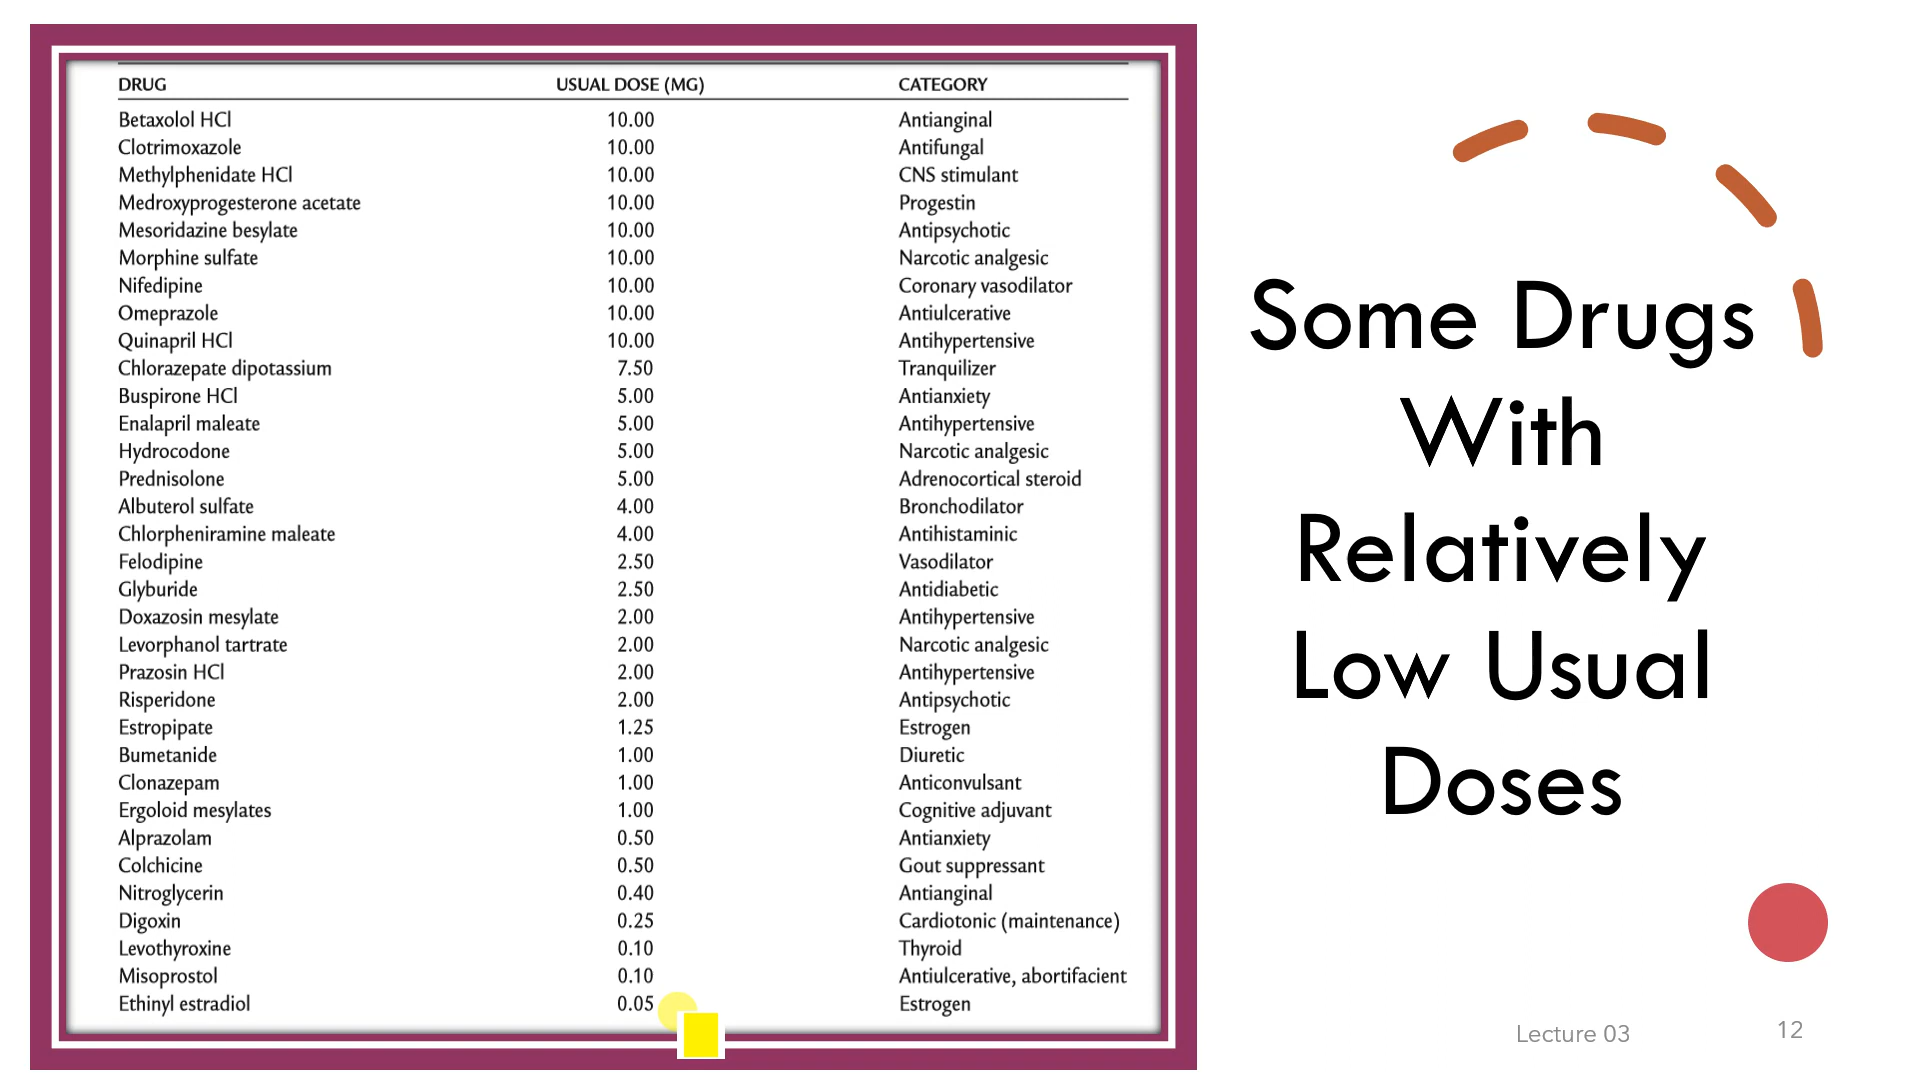 DRUG USUAL DOSE (MG) CATEGORY
Betaxolol HCl 10.00 Antianginal
Clotrimoxazole 10.00 Antifungal
Methylphenidate HCl 10.00 CNS stimulant
Medroxyprogesterone acetate 10.00 Progestin
Mesoridazine besylate 10.00 Antipsychotic
Morphine sulfate 10.00 Narcotic analgesic
Nifedipine 10.00 Coronary vasodilator
Omeprazole 10.00 Antiulcerative
Quinapril HCl 10.00 Antihypertensive
Chlorazepate dipotassium 7.50 Tranquilizer
Buspirone HCl 5.00 Antianxiety
Enalapril maleate 5.00 Antihypertensive
Hydrocodone 5.00 Narcotic analgesic
Prednisolone 5.00 Adrenocortical steroid
Albuterol sulfate 4.00 Bronchodilator
Chlorpheniramine maleate 4.00 Antihistaminic
Felodipine 2.50 Vasodilator
Glyburide 2.50 Antidiabetic
Doxazosin mesylate 2.00 Antihypertensive
Levorphanol tartrate 2.00 Narcotic analgesic
Prazosin HCl 2.00 Antihypertensive
Risperidone 2.00 Antipsychotic
Estropipate 1.25 Estrogen
Bumetanide 1.00 Diuretic
Clonazepam 1.00 Anticonvulsant
Ergoloid mesylates 1.00 Cognitive adjuvant
Alprazolam 0.50 Antianxiety
Colchicine 0.50 Gout suppressant
Nitroglycerin 0.40 Antianginal
Digoxin 0.25 Cardiotonic (maintenance)
Levothyroxine 0.10 Thyroid
Misoprostol 0.10 Antiulcerative, abortifacient
Ethinyl estradiol 0.05 Estrogen
Some Drugs
With
Relatively
Low Usual
Doses
Lecture 03 12